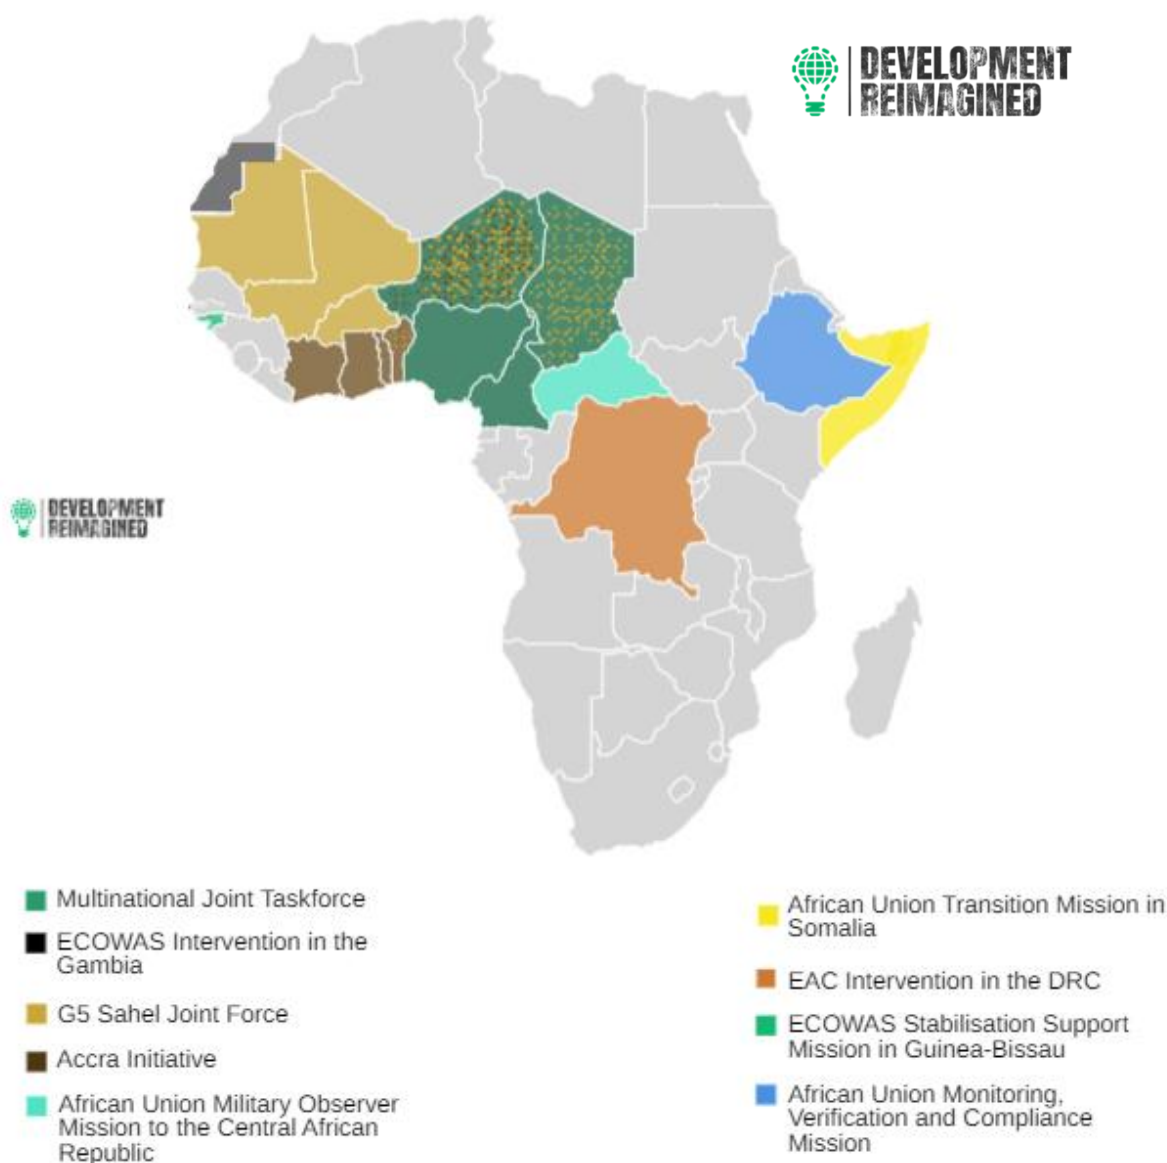 DEVELOPMENT
REIMAGINED
DEVELOPMENT
REIMAGINED
Multinational Joint Taskforce
ECOWAS Intervention in the
Gambia
G5 Sahel Joint Force
Accra Initiative
African Union Military Observer
Mission to the Central African
Republic
African Union Transition Mission in
Somalia
EAC Intervention in the DRC
ECOWAS Stabilisation Support
Mission in Guinea-Bissau
African Union Monitoring,
Verification and Compliance
Mission